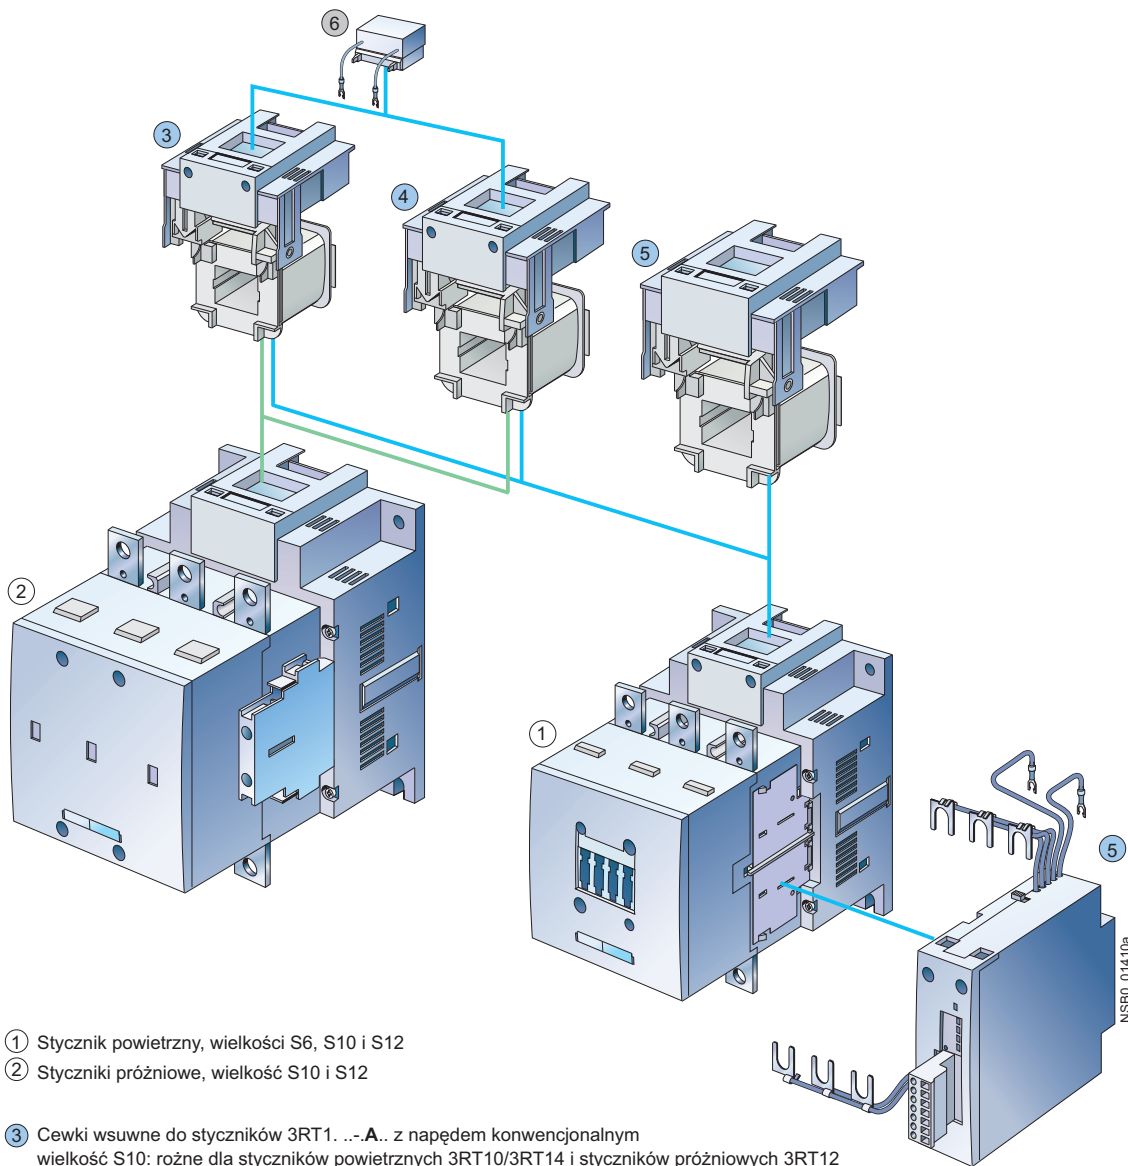 6
3
4
5
2
1
5
NSB0_01410a
1 Stycznik powietrzny, wielkości S6, S10 i S12
2 Styczniki próżniowe, wielkość S10 i S12
3 Cewki wsuwne do styczników 3RT1. ..-.A.. z napędem konwencjonalnym
wielkość S10: rożne dla styczników powietrznych 3RT10/3RT14 i styczników próżniowych 3RT12